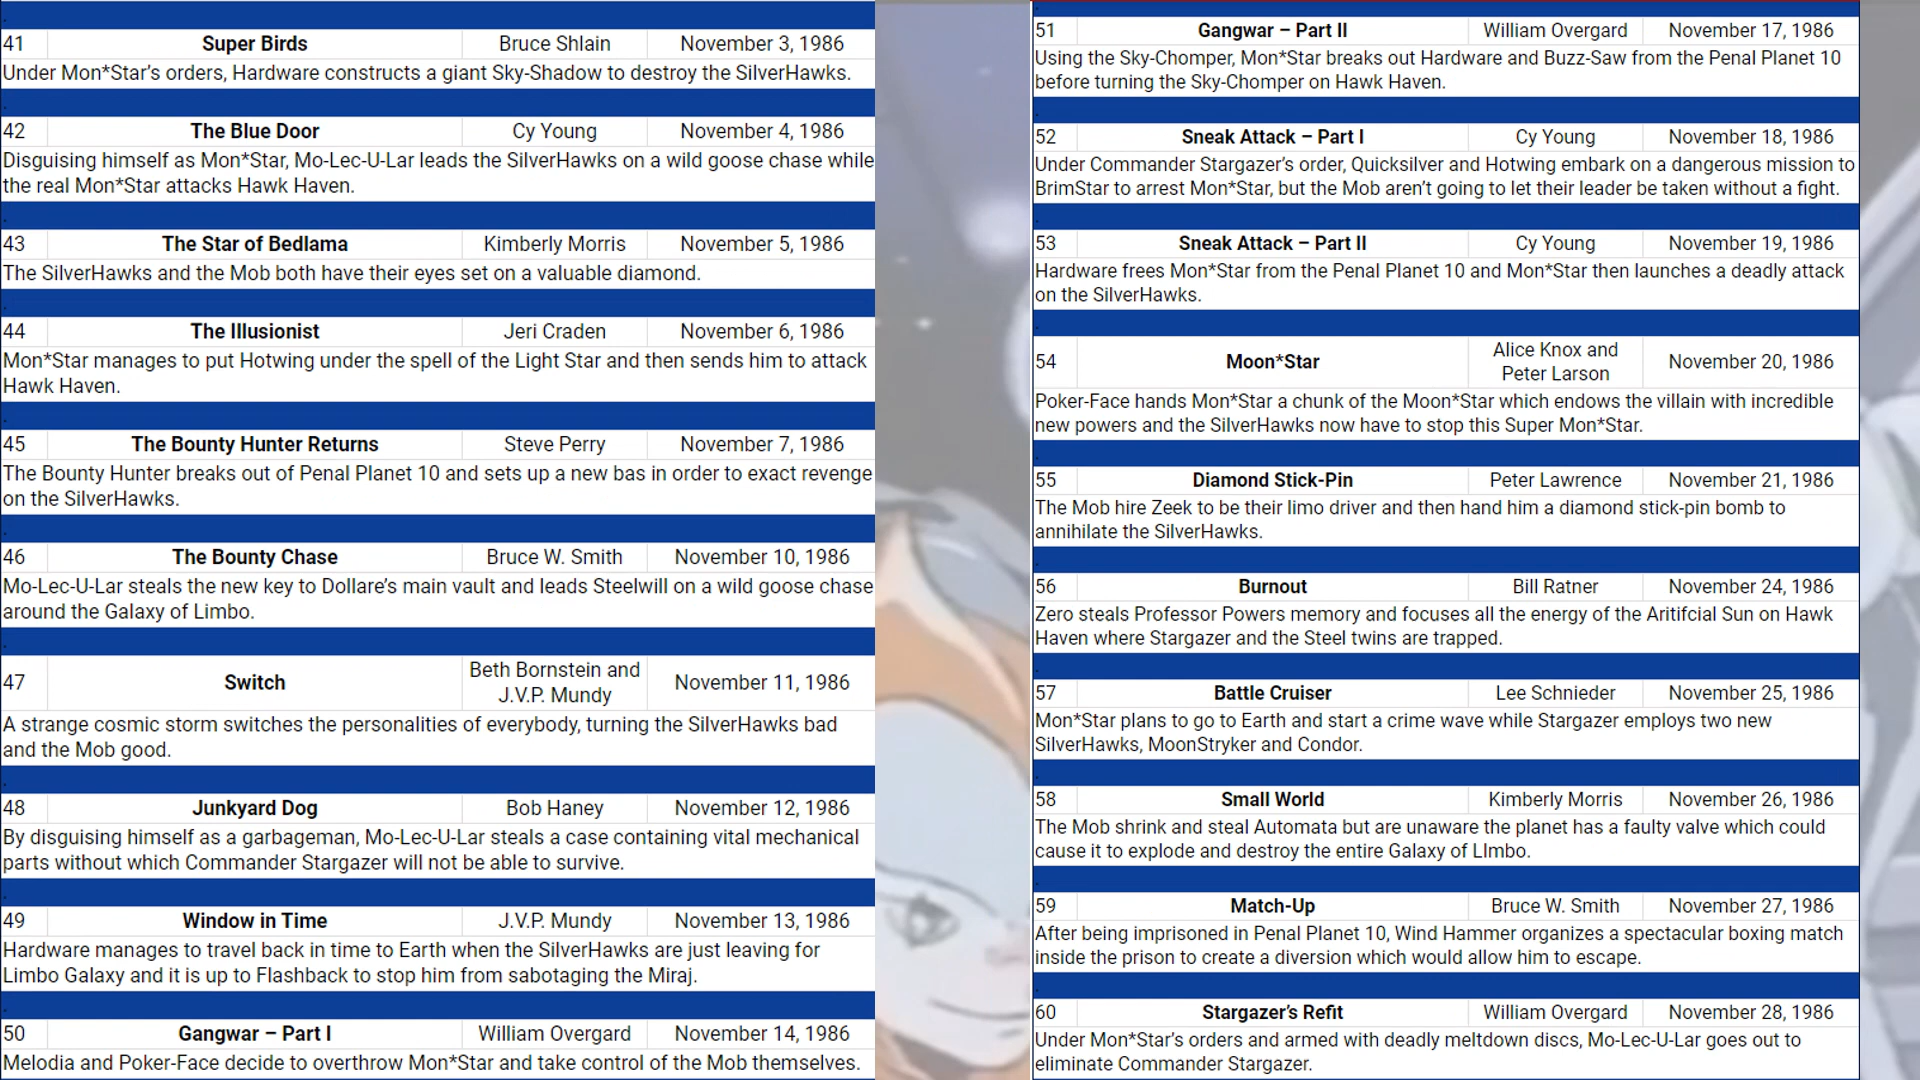 41 Super Birds Bruce Shlain November 3, 1986
Under Mon*Star's orders, Hardware constructs a giant Sky-Shadow to destroy the SilverHawks.
42 The Blue Door Cy Young November 4, 1986
Disguising himself as Mon*Star, Mo-Lec-U-Lar leads the SilverHawks on a wild goose chase while
the real Mon*Star attacks Hawk Haven.
43 The Star of Bedlama Kimberly Morris November 5, 1986
The SilverHawks and the Mob both have their eyes set on a valuable diamond.
44 The Illusionist Jeri Craden November 6, 1986
Mon*Star manages to put Hotwing under the spell of the Light Star and then sends him to attack
Hawk Haven.
45 The Bounty Hunter Returns Steve Perry November 7, 1986
The Bounty Hunter breaks out of Penal Planet 10 and sets up a new bas in order to exact revenge
on the SilverHawks.
46 The Bounty Chase Bruce W. Smith November 10, 1986
Mo-Lec-U-Lar steals the new key to Dollare's main vault and leads Steelwill on a wild goose chase
around the Galaxy of Limbo.
47 Switch Beth Bornstein and J.V.P. Mundy November 11, 1986
A strange cosmic storm switches the personalities of everybody, turning the SilverHawks bad
and the Mob good.
48 Junkyard Dog Bob Haney November 12, 1986
By disguising himself as a garbageman, Mo-Lec-U-Lar steals a case containing vital mechanical
parts without which Commander Stargazer will not be able to survive.
49 Window in Time J.V.P. Mundy November 13, 1986
Hardware manages to travel back in time to Earth when the SilverHawks are just leaving for
Limbo Galaxy and it is up to Flashback to stop him from sabotaging the Miraj.
50 Gangwar – Part I William Overgard November 14, 1986
Melodia and Poker-Face decide to overthrow Mon*Star and take control of the Mob themselves.
51 Gangwar – Part II William Overgard November 17, 1986
Using the Sky-Chomper, Mon*Star breaks out Hardware and Buzz-Saw from the Penal Planet 10
before turning the Sky-Chomper on Hawk Haven.
52 Sneak Attack – Part I Cy Young November 18, 1986
Under Commander Stargazer's order, Quicksilver and Hotwing embark on a dangerous mission to
BrimStar to arrest Mon*Star, but the Mob aren't going to let their leader be taken without a fight.
53 Sneak Attack – Part II Cy Young November 19, 1986
Hardware frees Mon*Star from the Penal Planet 10 and Mon*Star then launches a deadly attack
on the SilverHawks.
54 Moon*Star Alice Knox and Peter Larson November 20, 1986
Poker-Face hands Mon*Star a chunk of the Moon*Star which endows the villain with incredible
new powers and the SilverHawks now have to stop this Super Mon*Star.
55 Diamond Stick-Pin Peter Lawrence November 21, 1986
The Mob hire Zeek to be their limo driver and then hand him a diamond stick-pin bomb to
annihilate the SilverHawks.
56 Burnout Bill Ratner November 24, 1986
Zero steals Professor Powers memory and focuses all the energy of the Aritifcial Sun on Hawk
Haven where Stargazer and the Steel twins are trapped.
57 Battle Cruiser Lee Schnieder November 25, 1986
Mon*Star plans to go to Earth and start a crime wave while Stargazer employs two new
SilverHawks, MoonStryker and Condor.
58 Small World Kimberly Morris November 26, 1986
The Mob shrink and steal Automata but are unaware the planet has a faulty valve which could
cause it to explode and destroy the entire Galaxy of LImbo.
59 Match-Up Bruce W. Smith November 27, 1986
After being imprisoned in Penal Planet 10, Wind Hammer organizes a spectacular boxing match
inside the prison to create a diversion which would allow him to escape.
60 Stargazer's Refit William Overgard November 28, 1986
Under Mon*Star's orders and armed with deadly meltdown discs, Mo-Lec-U-Lar goes out to
eliminate Commander Stargazer.